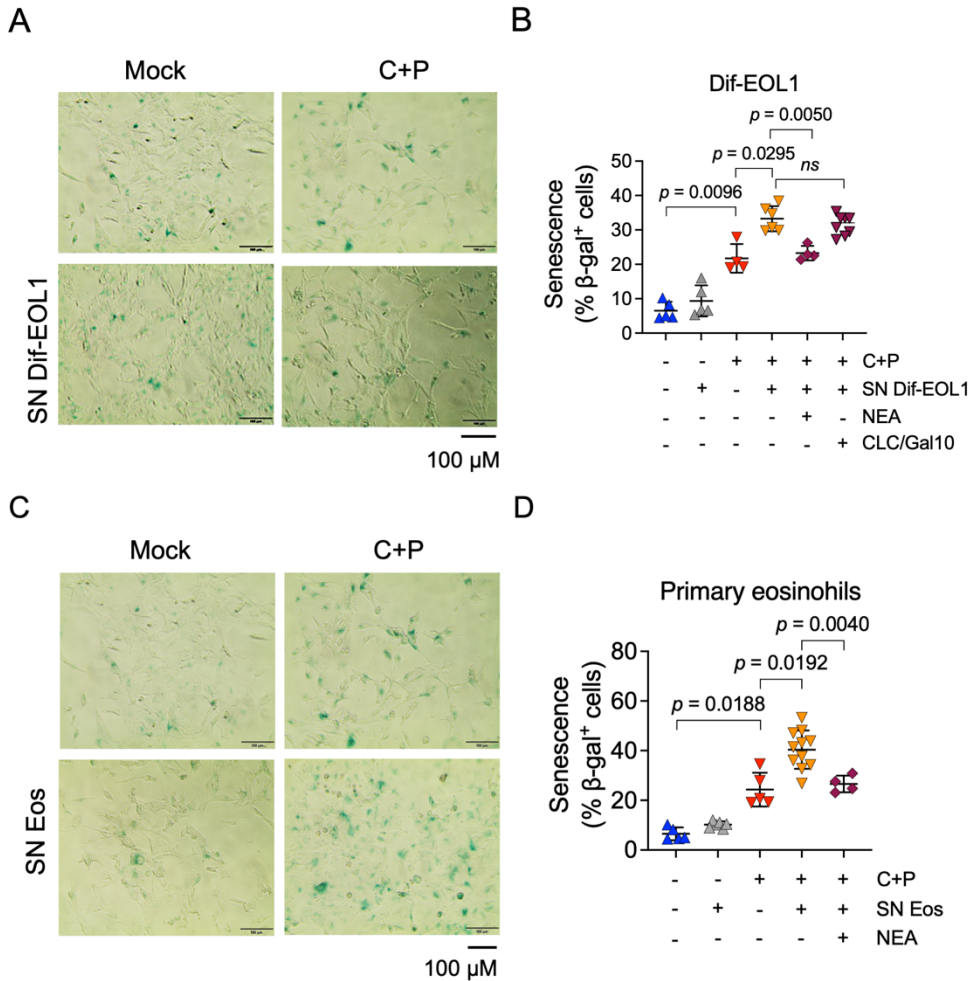 A
Mock
C+P
SN Dif-EOL1
100 µM
B
Dif-EOL1
p = 0.0050
p = 0.0295
ns
p = 0.0096
Senescence
(% β-gal+ cells)
50
40
30
20
10
0
- - + + + + C+P
- + - + + + SN Dif-EOL1
- - - - + - NEA
- - - - - + CLC/Gal10
C
Mock
C+P
SN Eos
100 µM
D
Primary eosinohils
p = 0.0040
p = 0.0192
p = 0.0188
Senescence
(% β-gal+ cells)
80
60
40
20
0
- - + + + C+P
- + - + + SN Eos
- - - - + NEA